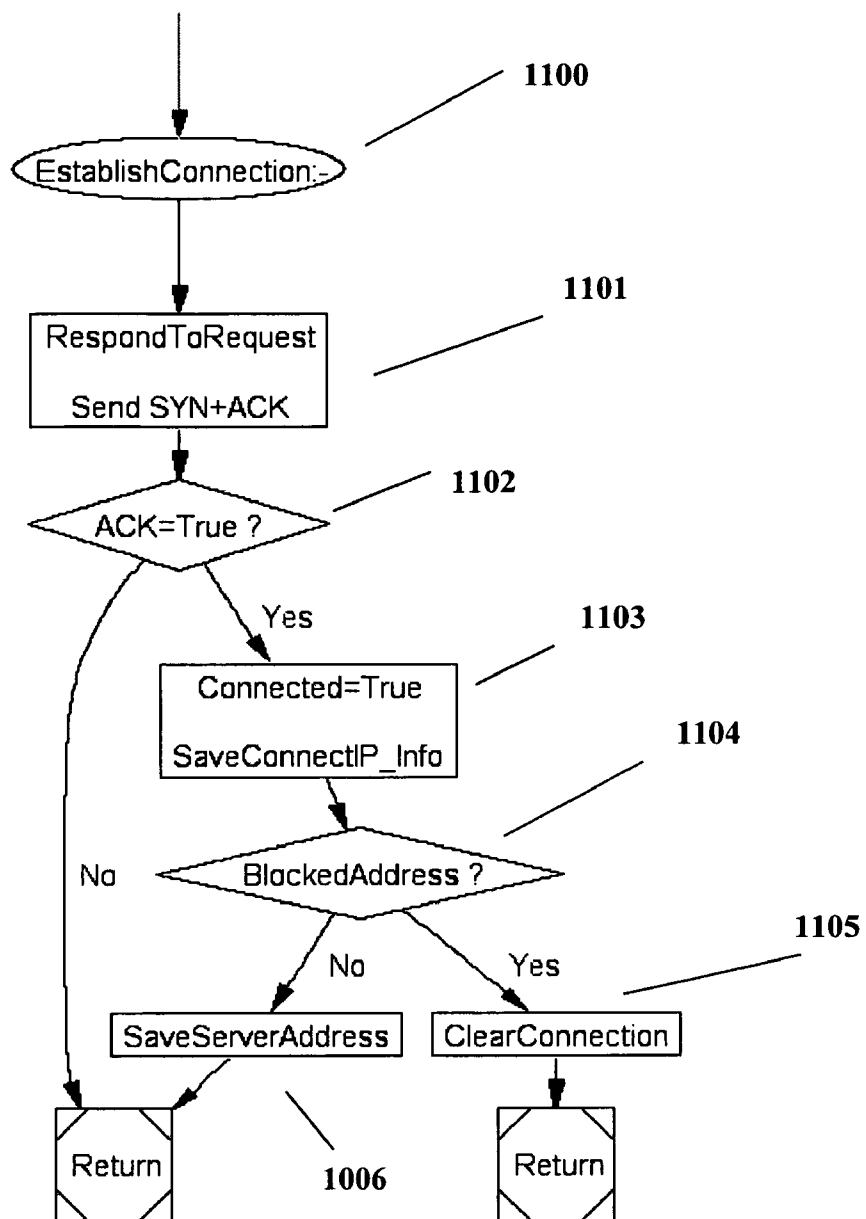 1100
EstablishConnection:-
1101
RespondToRequest
Send SYN+ACK
1102
ACK=True ?
Yes
1103
Connected=True
SaveConnectIP_Info
1104
No
BlockedAddress ?
1105
No
Yes
SaveServerAddress
ClearConnection
Return
1006
Return